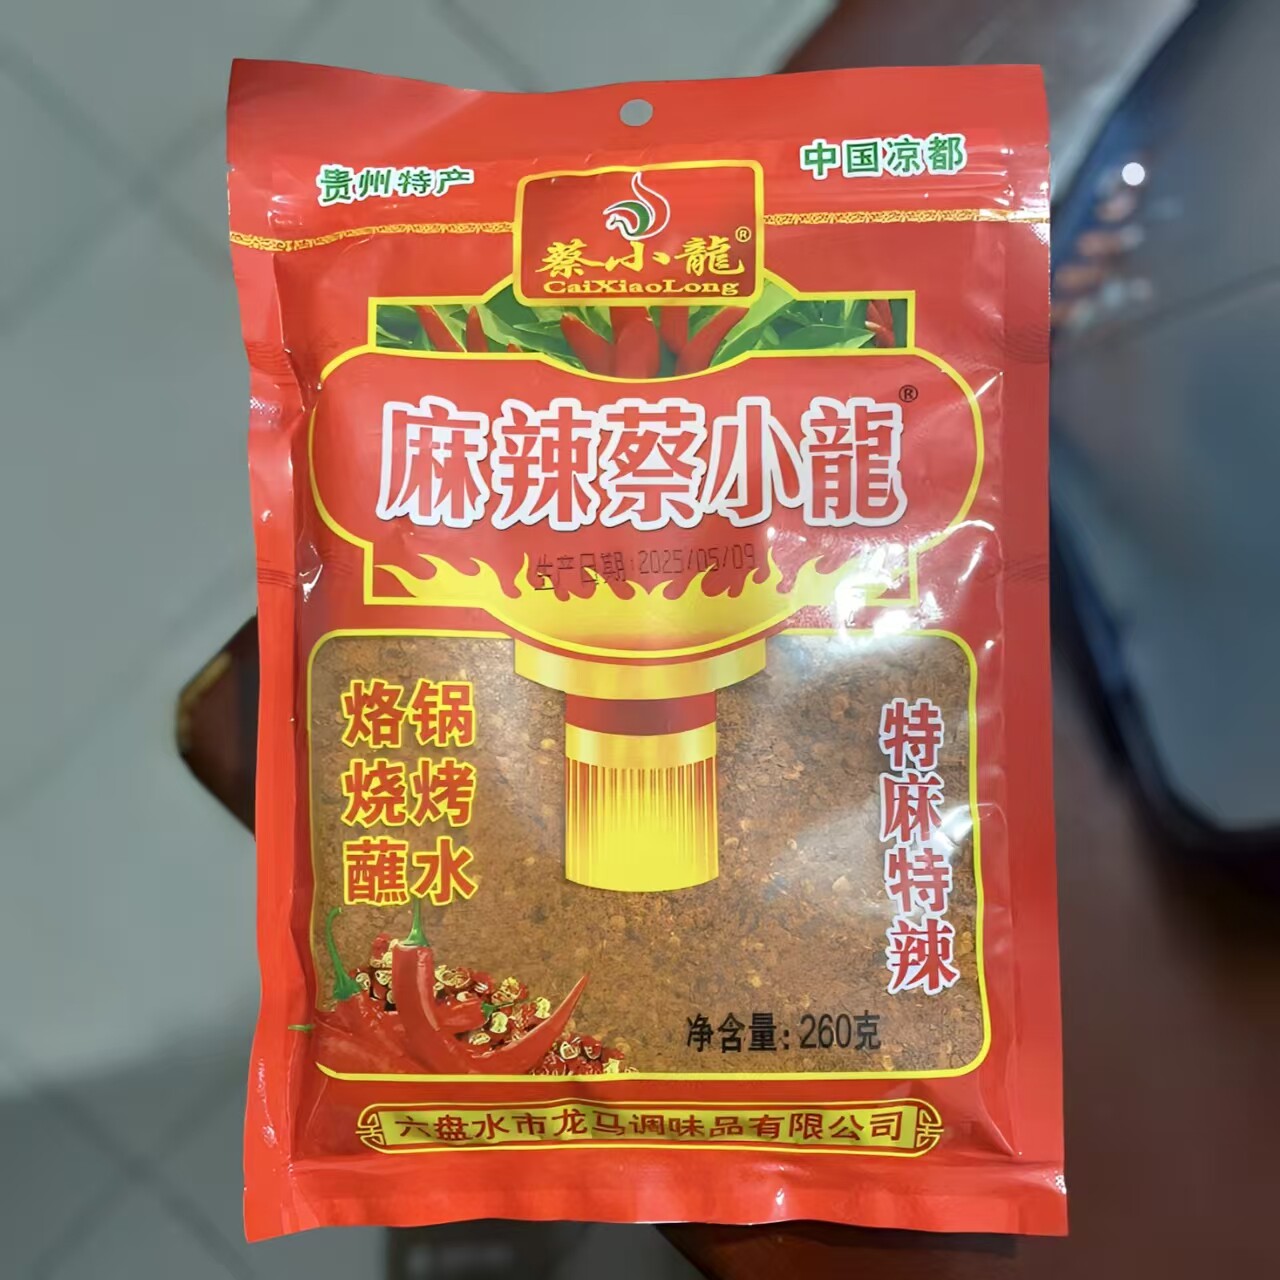 贵州特产
中国凉都
蔡小龍®
CaiXiaoLong
麻辣蔡小龍®
生产日期:2025/05/09
烙锅
烧烤
蘸水
特麻特辣
净含量:260克
六盘水市龙马调味品有限公司